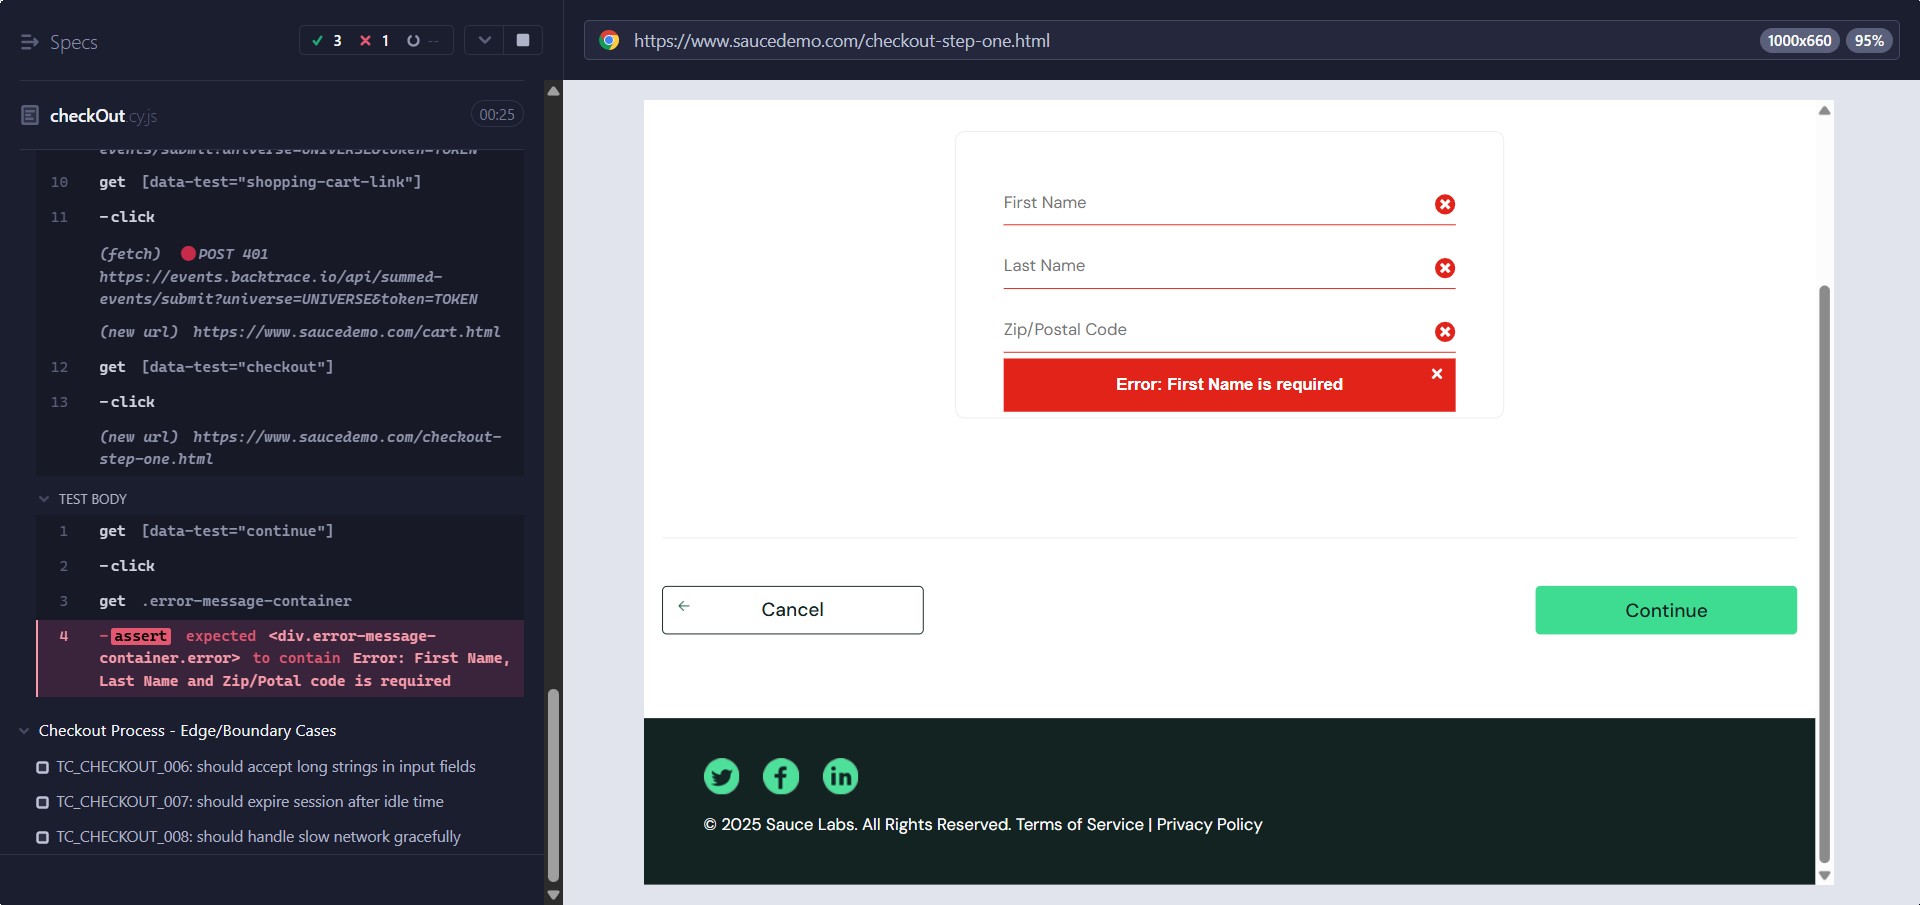 Specs
3 1 --
https://www.saucedemo.com/checkout-step-one.html
1000x660 95%
checkOut.cy.js 00:25
events/submit?universe=UNIVERSE&token=TOKEN
10 get [data-test="shopping-cart-link"]
11 -click
(fetch) POST 401
https://events.backtrace.io/api/summed-
events/submit?universe=UNIVERSE&token=TOKEN
(new url) https://www.saucedemo.com/cart.html
12 get [data-test="checkout"]
13 -click
(new url) https://www.saucedemo.com/checkout-
step-one.html
TEST BODY
1 get [data-test="continue"]
2 -click
3 get .error-message-container
4 -assert expected <div.error-message-
container.error> to contain Error: First Name,
Last Name and Zip/Potal code is required
Checkout Process - Edge/Boundary Cases
TC_CHECKOUT_006: should accept long strings in input fields
TC_CHECKOUT_007: should expire session after idle time
TC_CHECKOUT_008: should handle slow network gracefully
First Name
Last Name
Zip/Postal Code
Error: First Name is required
Cancel
Continue
© 2025 Sauce Labs. All Rights Reserved. Terms of Service | Privacy Policy